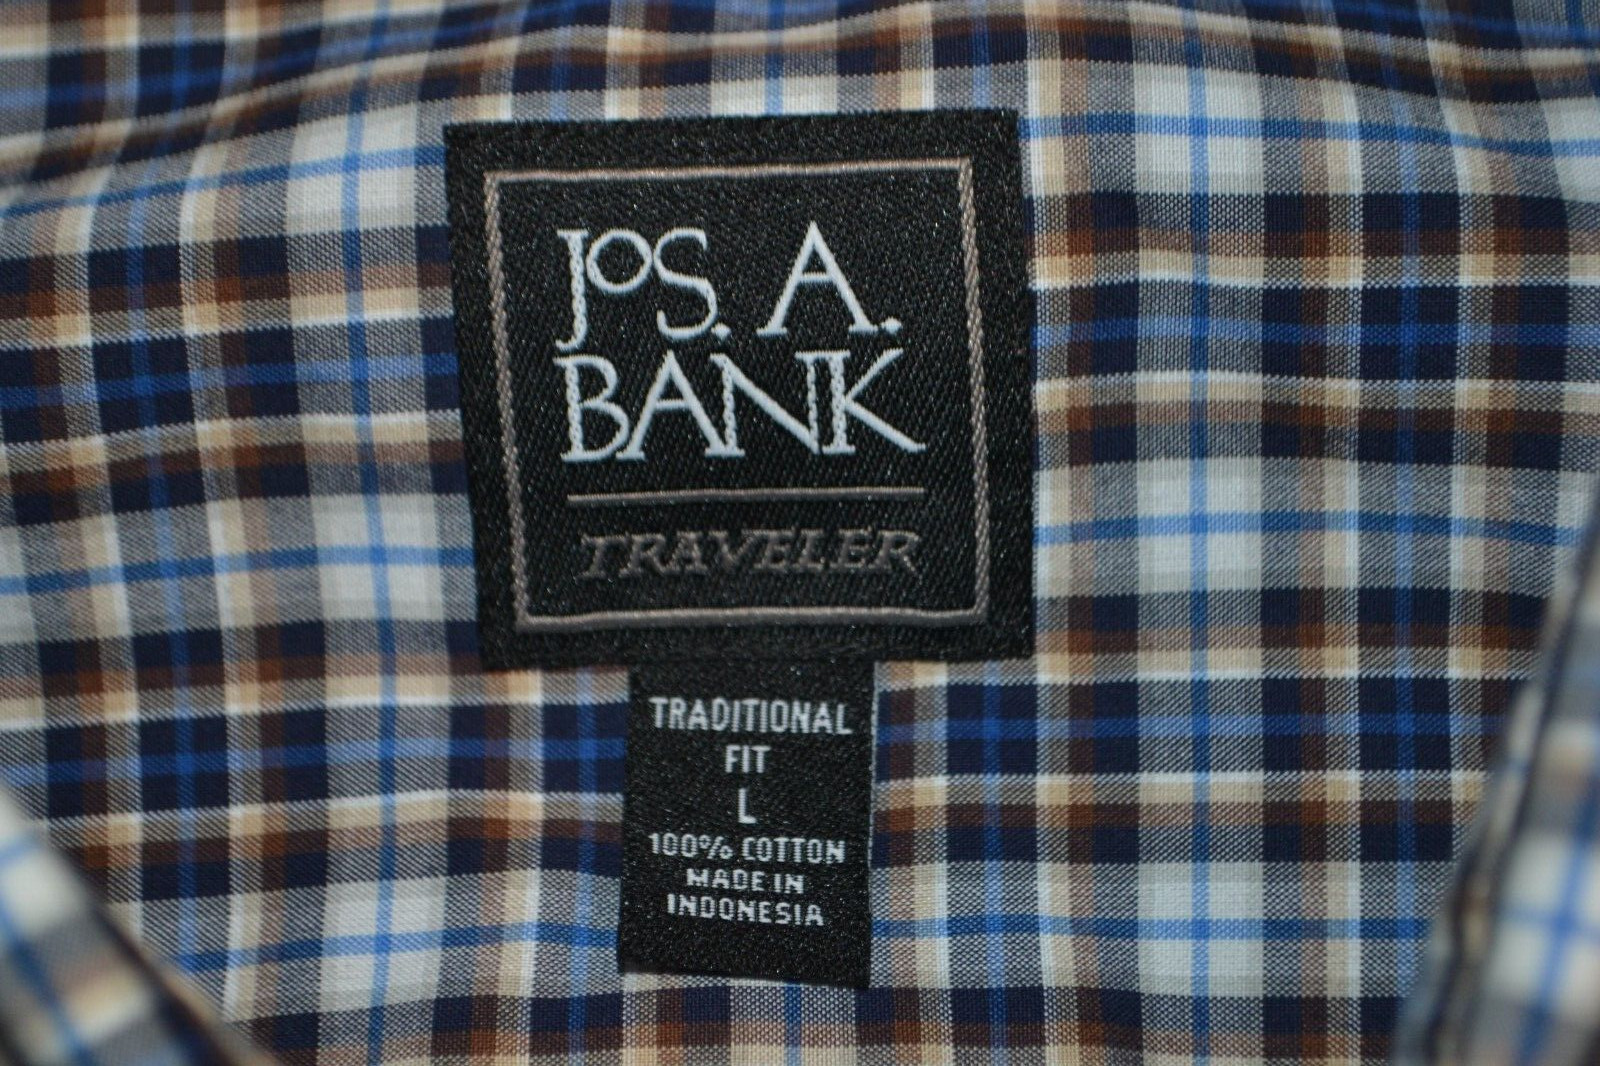 JOS. A.
BANK
TRAVELER
TRADITIONAL
FIT
L
100% COTTON
MADE IN
INDONESIA